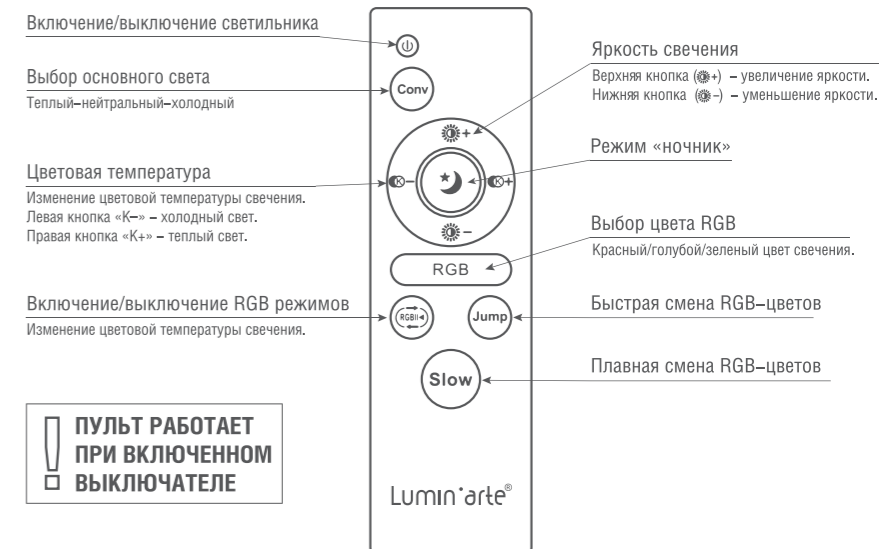 Включение/выключение светильника
Выбор основного света
Теплый–нейтральный–холодный
Цветовая температура
Изменение цветовой температуры свечения.
Левая кнопка «К–» – холодный свет.
Правая кнопка «К+» – теплый свет.
Включение/выключение RGB режимов
Изменение цветовой температуры свечения.
ПУЛЬТ РАБОТАЕТ
ПРИ ВКЛЮЧЕННОМ
ВЫКЛЮЧАТЕЛЕ
Conv
+
K–
K+
–
RGB
RGB
Jump
Slow
Lumin·arte®
Яркость свечения
Верхняя кнопка (+) – увеличение яркости.
Нижняя кнопка (–) – уменьшение яркости.
Режим «ночник»
Выбор цвета RGB
Красный/голубой/зеленый цвет свечения.
Быстрая смена RGB–цветов
Плавная смена RGB–цветов